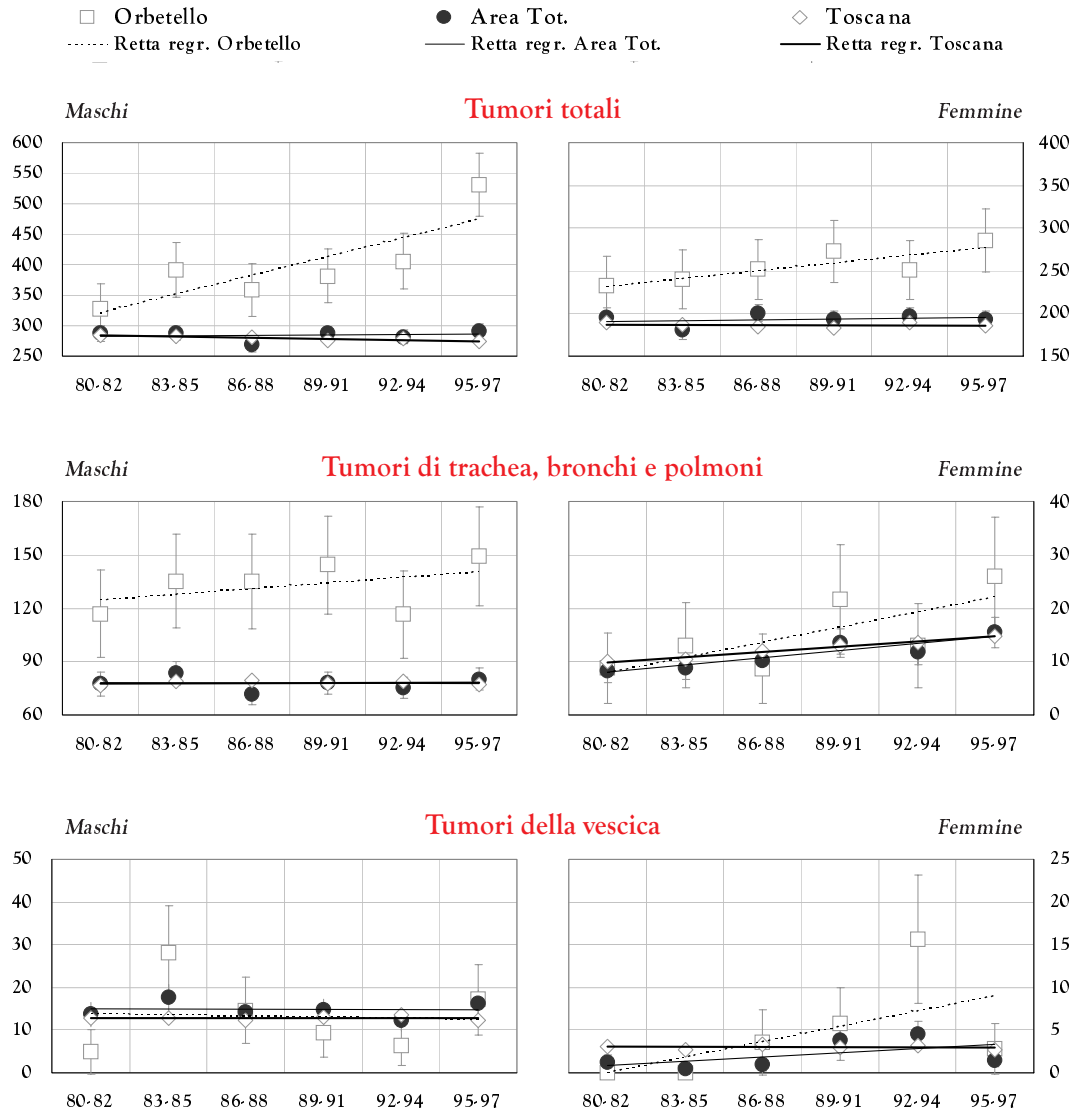 Orbetello Area Tot. Toscana
Retta regr. Orbetello Retta regr. Area Tot. Retta regr. Toscana
Maschi Tumori totali Femmine
600 400
550
350
500
450 300
400 250
350
200
300
250 150
80-82 83-85 86-88 89-91 92-94 95-97 80-82 83-85 86-88 89-91 92-94 95-97
Maschi Tumori di trachea, bronchi e polmoni Femmine
180 40
150 30
120 20
90 10
60 0
80-82 83-85 86-88 89-91 92-94 95-97 80-82 83-85 86-88 89-91 92-94 95-97
Maschi Tumori della vescica Femmine
50 25
40 20
30 15
20 10
10 5
0 0
80-82 83-85 86-88 89-91 92-94 95-97 80-82 83-85 86-88 89-91 92-94 95-97